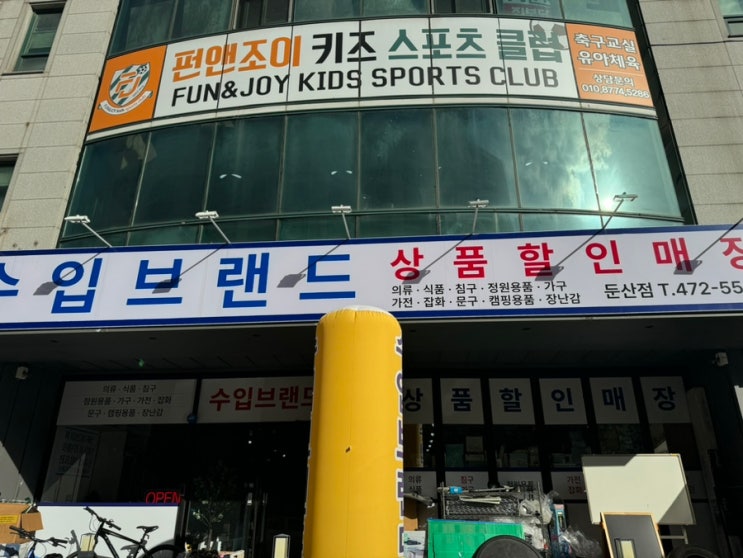 펀앤조이 키즈 스포츠 클럽
FUN&JOY KIDS SPORTS CLUB
축구교실
유아체육
상담문의
010.8774.5286
수입브랜드
상품할인매장
의류 · 식품 · 침구 · 정원용품 · 가구
가전 · 잡화 · 문구 · 캠핑용품 · 장난감
둔산점 T.472-55
의류 · 식품 · 침구
정원용품 · 가구 · 가전 · 잡화
문구 · 캠핑용품 · 장난감
수입브랜드
상품할인매장
OPEN